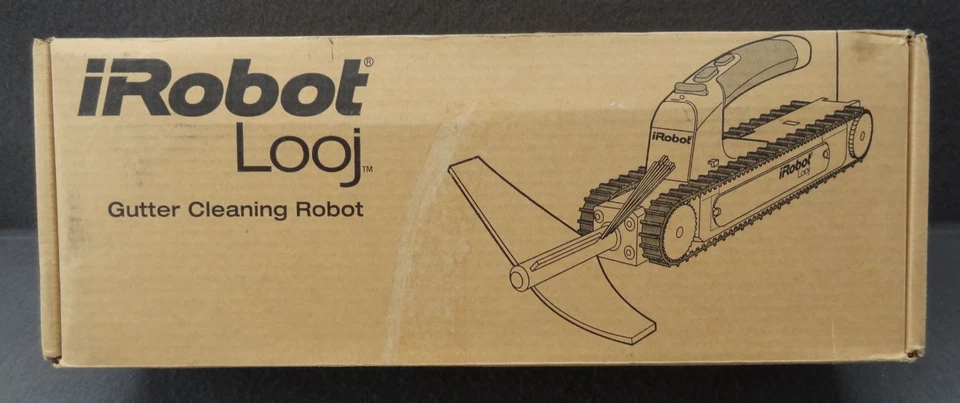 iRobot®
Looj™
Gutter Cleaning Robot
iRobot
iRobot
Looj